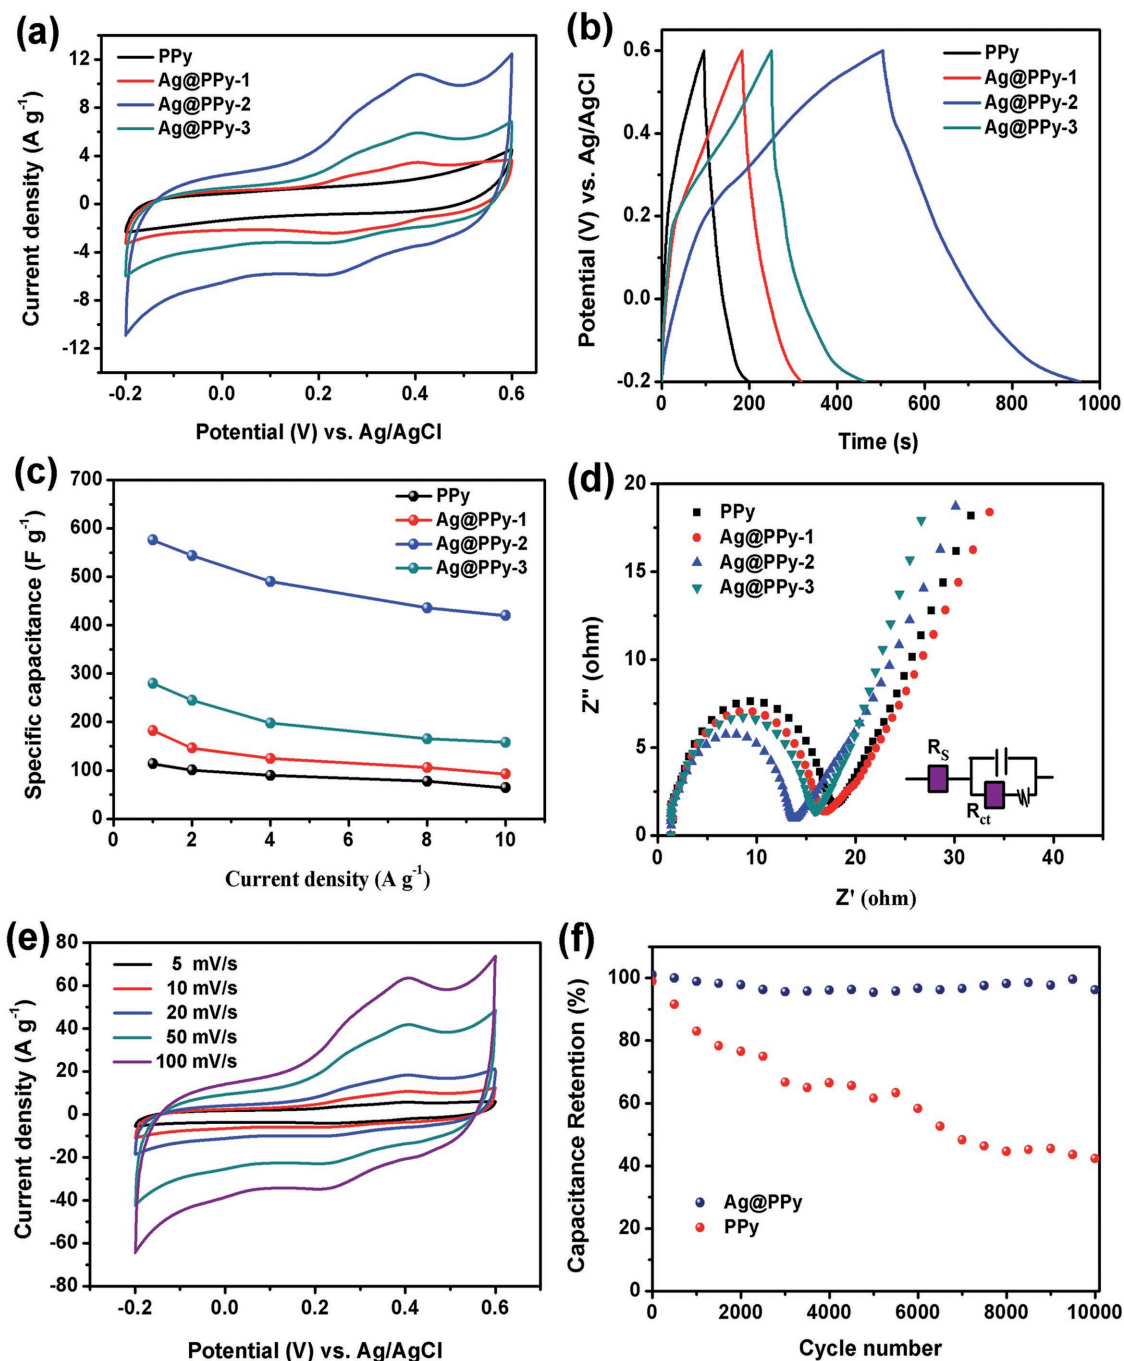 (a)
PPy
Ag@PPy-1
Ag@PPy-2
Ag@PPy-3
12
8
4
0
-4
-8
-12
-0.2 0.0 0.2 0.4 0.6
Current density (A g-1)
Potential (V) vs. Ag/AgCl
(b)
PPy
Ag@PPy-1
Ag@PPy-2
Ag@PPy-3
0.6
0.4
0.2
0.0
-0.2
0 200 400 600 800 1000
Potential (V) vs. Ag/AgCl
Time (s)
(c)
PPy
Ag@PPy-1
Ag@PPy-2
Ag@PPy-3
700
600
500
400
300
200
100
0
0 2 4 6 8 10
Specific capacitance (F g-1)
Current density (A g-1)
(d)
PPy
Ag@PPy-1
Ag@PPy-2
Ag@PPy-3
20
15
10
5
0
0 10 20 30 40
Z'' (ohm)
Z' (ohm)
RS
Rct
W
(e)
5 mV/s
10 mV/s
20 mV/s
50 mV/s
100 mV/s
80
60
40
20
0
-20
-40
-60
-80
-0.2 0.0 0.2 0.4 0.6
Current density (A g-1)
Potential (V) vs. Ag/AgCl
(f)
100
80
60
40
20
0
Ag@PPy
PPy
0 2000 4000 6000 8000 10000
Capacitance Retention (%)
Cycle number